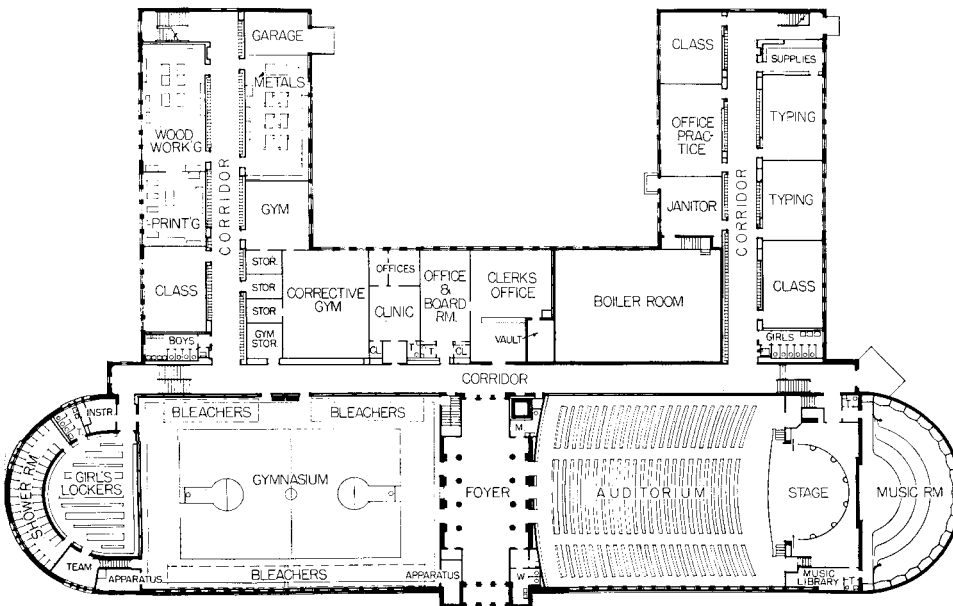 GARAGE
METALS
WOOD
WORK'G
CORRIDOR
PRINT'G
GYM
CLASS
STOR.
STOR
STOR
GYM
STOR.
BOYS
CORRECTIVE
GYM
OFFICES
CLINIC
CL
T
OFFICE
&
BOARD
RM.
T
CL
CLERKS
OFFICE
VAULT
BOILER ROOM
CLASS
SUPPLIES
OFFICE
PRAC-
TICE
TYPING
CORRIDOR
JANITOR
TYPING
CLASS
GIRLS
CORRIDOR
INSTR
SHOWER RM
GIRL'S
LOCKERS
TEAM
APPARATUS
BLEACHERS
BLEACHERS
GYMNASIUM
BLEACHERS
APPARATUS
FOYER
M.
W
AUDITORIUM
STAGE
MUSIC RM
MUSIC
LIBRARY
T.